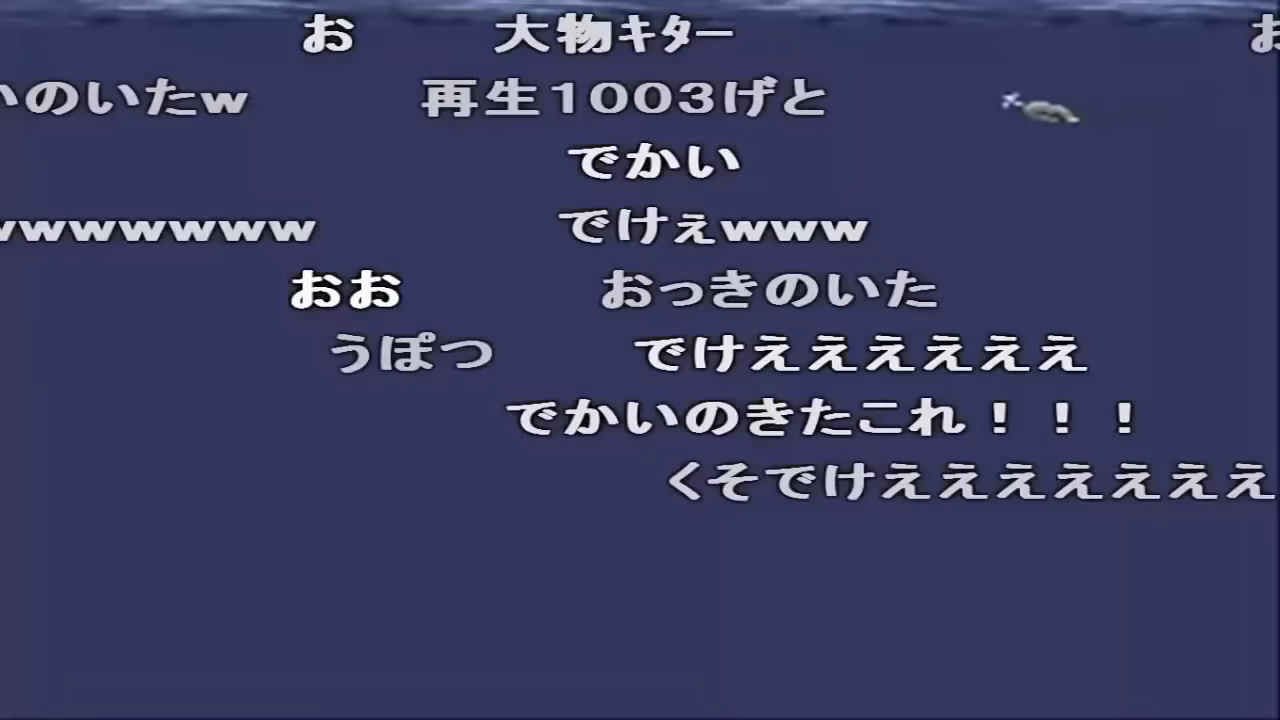 お 大物ｷﾀー お
いのいたw 再生1003げと
でかい
wwwwwwww でけぇwww
おお おっきのいた
うぽつ でけえええええええ
でかいのきたこれ！！！
くそでけえええええええ